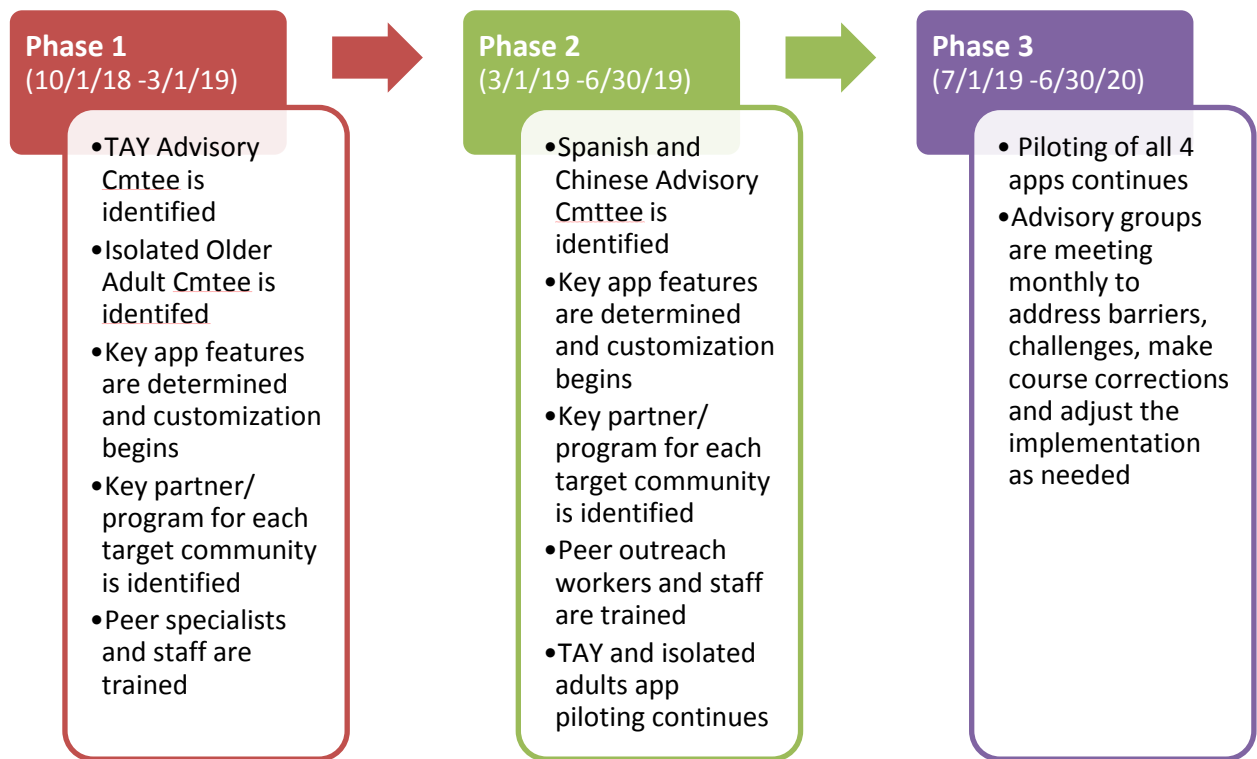 Phase 1
(10/1/18 -3/1/19)
•TAY Advisory
Cmtee is
identified
•Isolated Older
Adult Cmtee is
identifed
•Key app features
are determined
and customization
begins
•Key partner/
program for each
target community
is identified
•Peer specialists
and staff are
trained
Phase 2
(3/1/19 -6/30/19)
•Spanish and
Chinese Advisory
Cmttee is
identified
•Key app features
are determined
and customization
begins
•Key partner/
program for each
target community
is identified
•Peer outreach
workers and staff
are trained
•TAY and isolated
adults app
piloting continues
Phase 3
(7/1/19 -6/30/20)
• Piloting of all 4
apps continues
•Advisory groups
are meeting
monthly to
address barriers,
challenges, make
course corrections
and adjust the
implementation
as needed